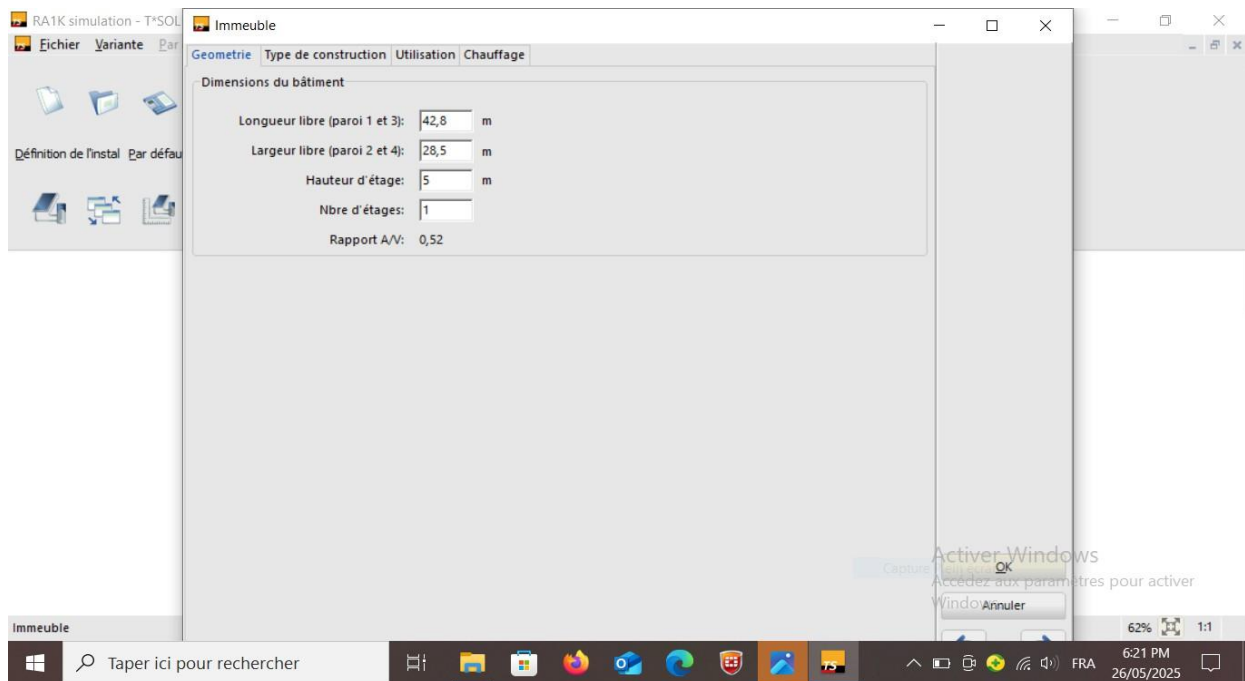 RA1K simulation - T*SOL
Immeuble
Fichier Variante Par
Geometrie Type de construction Utilisation Chauffage
Dimensions du bâtiment
Longueur libre (paroi 1 et 3): 42,8 m
Largeur libre (paroi 2 et 4): 28,5 m
Définition de l'instal Par défau
Hauteur d'étage: 5 m
Nbre d'étages: 1
Rapport A/V: 0,52
Activer Windows
Capture OK
Accédez aux paramètres pour activer
Windows
Annuler
Immeuble
62% 1:1
Taper ici pour rechercher
TS
FRA
6:21 PM
26/05/2025